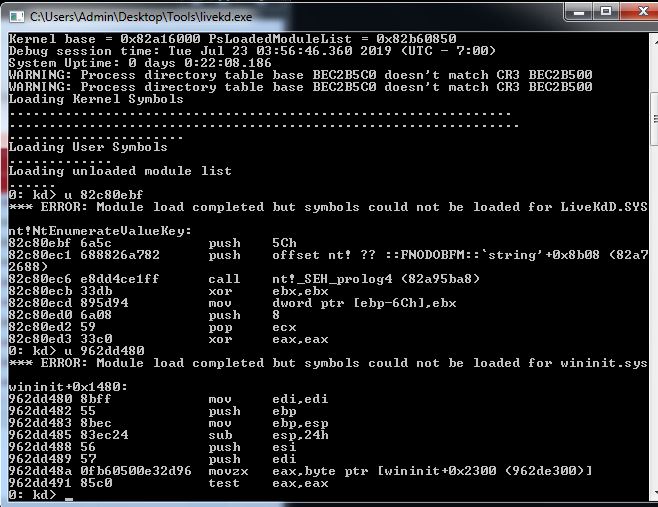 C:\Users\Admin\Desktop\Tools\livekd.exe
Kernel base = 0x82a16000 PsLoadedModuleList = 0x82b60850
Debug session time: Tue Jul 23 03:56:46.360 2019 (UTC - 7:00)
System Uptime: 0 days 0:22:08.186
WARNING: Process directory table base BEC2B5C0 doesn't match CR3 BEC2B500
WARNING: Process directory table base BEC2B5C0 doesn't match CR3 BEC2B500
Loading Kernel Symbols
...............................................................
................................................................
......................
Loading User Symbols
.............
Loading unloaded module list
......
0: kd> u 82c80ebf
*** ERROR: Module load completed but symbols could not be loaded for LiveKdD.SYS
nt!NtEnumerateValueKey:
82c80ebf 6a5c push 5Ch
82c80ec1 688826a782 push offset nt! ?? ::FNODOBFM::`string'+0x8b08 (82a7
2688)
82c80ec6 e8dd4ce1ff call nt!_SEH_prolog4 (82a95ba8)
82c80ecb 33db xor ebx,ebx
82c80ecd 895d94 mov dword ptr [ebp-6Ch],ebx
82c80ed0 6a08 push 8
82c80ed2 59 pop ecx
82c80ed3 33c0 xor eax,eax
0: kd> u 962dd480
*** ERROR: Module load completed but symbols could not be loaded for wininit.sys
wininit+0x1480:
962dd480 8bff mov edi,edi
962dd482 55 push ebp
962dd483 8bec mov ebp,esp
962dd485 83ec24 sub esp,24h
962dd488 56 push esi
962dd489 57 push edi
962dd48a 0fb60500e32d96 movzx eax,byte ptr [wininit+0x2300 (962de300)]
962dd491 85c0 test eax,eax
0: kd> _